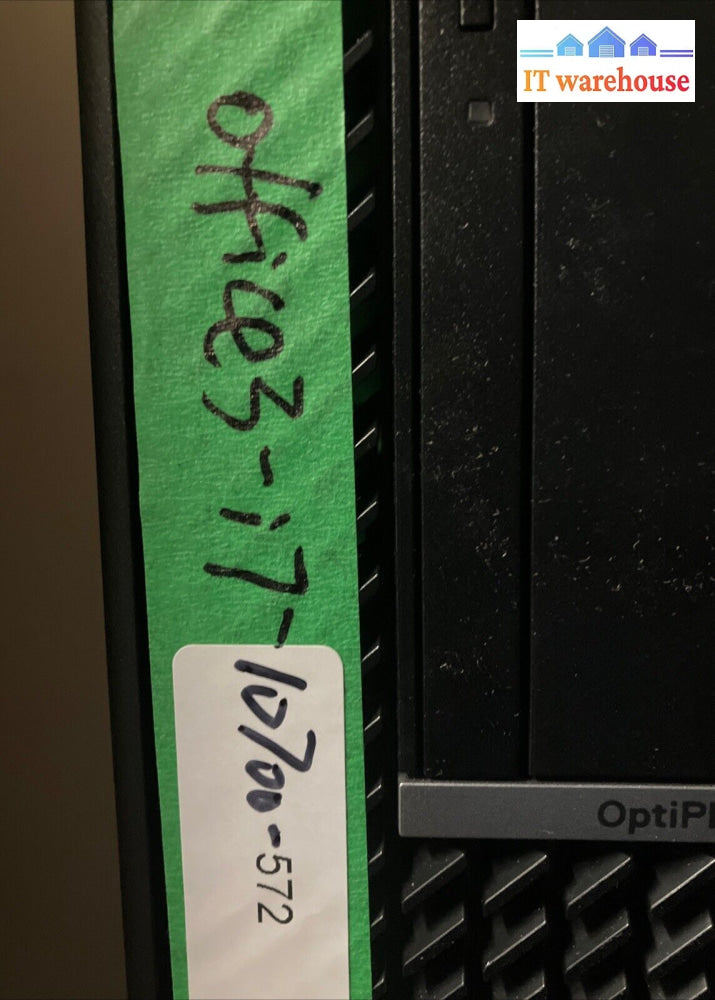 IT warehouse
office3-i7-10700-572
OptiPl